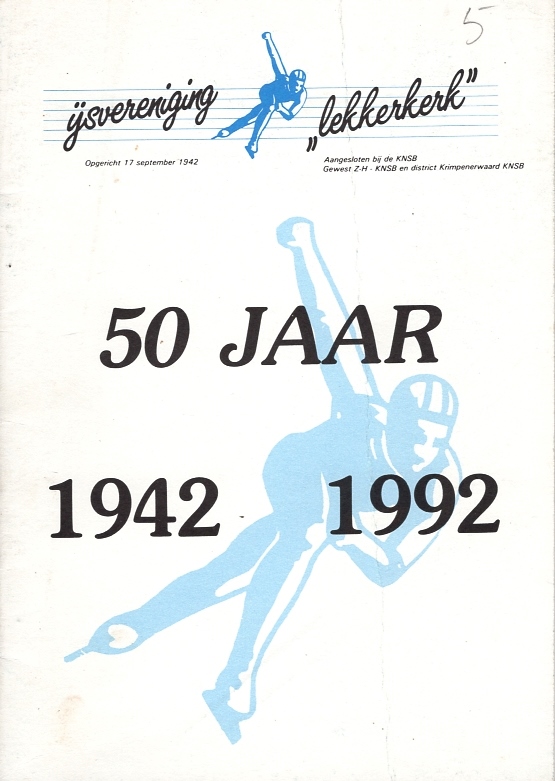 5
ijsvereniging „lekkerkerk”
Opgericht 17 september 1942
Aangesloten bij de KNSB
Gewest Z-H - KNSB en district Krimpenerwaard KNSB
50 JAAR
1942 1992